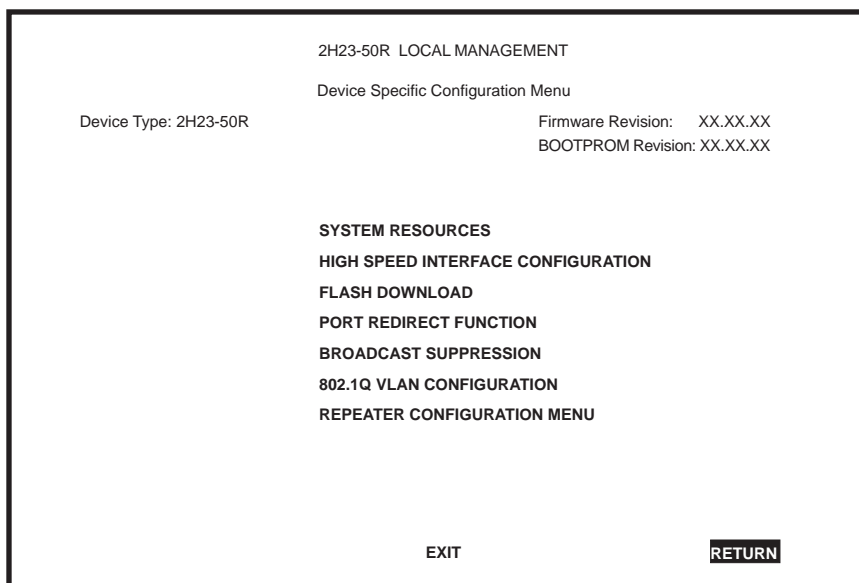 2H23-50R LOCAL MANAGEMENT
Device Specific Configuration Menu
Device Type: 2H23-50R Firmware Revision: XX.XX.XX
BOOTPROM Revision: XX.XX.XX
SYSTEM RESOURCES
HIGH SPEED INTERFACE CONFIGURATION
FLASH DOWNLOAD
PORT REDIRECT FUNCTION
BROADCAST SUPPRESSION
802.1Q VLAN CONFIGURATION
REPEATER CONFIGURATION MENU
EXIT RETURN